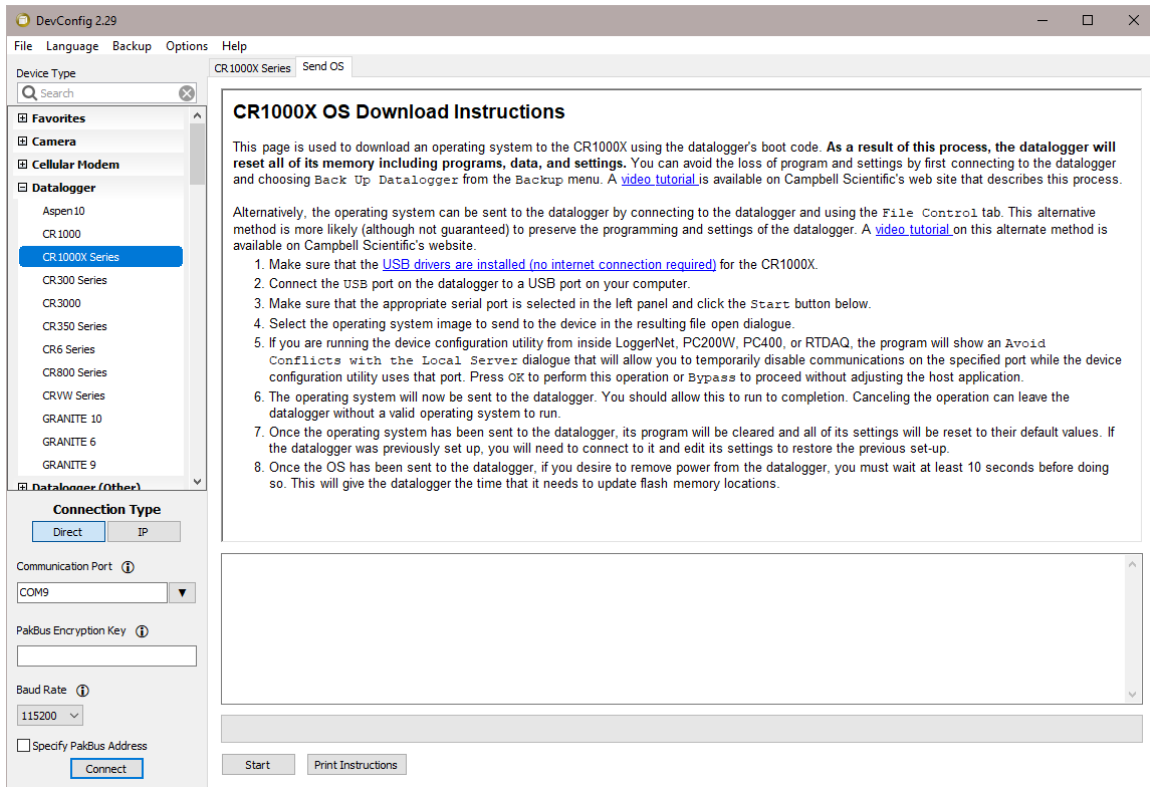 DevConfig 2.29
File Language Backup Options Help
Device Type
Search
Favorites
Camera
Cellular Modem
Datalogger
Aspen10
CR1000
CR1000X Series
CR300 Series
CR3000
CR350 Series
CR6 Series
CR800 Series
CRVW Series
GRANITE 10
GRANITE 6
GRANITE 9
Datalogger (Other)
Connection Type
Direct IP
Communication Port
COM9
PakBus Encryption Key
Baud Rate
115200
Specify PakBus Address
Connect
CR1000X Series Send OS
CR1000X OS Download Instructions
This page is used to download an operating system to the CR1000X using the datalogger's boot code. As a result of this process, the datalogger will
reset all of its memory including programs, data, and settings. You can avoid the loss of program and settings by first connecting to the datalogger
and choosing Back Up Datalogger from the Backup menu. A video tutorial is available on Campbell Scientific's web site that describes this process.
Alternatively, the operating system can be sent to the datalogger by connecting to the datalogger and using the File Control tab. This alternative
method is more likely (although not guaranteed) to preserve the programming and settings of the datalogger. A video tutorial on this alternate method is
available on Campbell Scientific's website.
1. Make sure that the USB drivers are installed (no internet connection required) for the CR1000X.
2. Connect the USB port on the datalogger to a USB port on your computer.
3. Make sure that the appropriate serial port is selected in the left panel and click the Start button below.
4. Select the operating system image to send to the device in the resulting file open dialogue.
5. If you are running the device configuration utility from inside LoggerNet, PC200W, PC400, or RTDAQ, the program will show an Avoid
Conflicts with the Local Server dialogue that will allow you to temporarily disable communications on the specified port while the device
configuration utility uses that port. Press OK to perform this operation or Bypass to proceed without adjusting the host application.
6. The operating system will now be sent to the datalogger. You should allow this to run to completion. Canceling the operation can leave the
datalogger without a valid operating system to run.
7. Once the operating system has been sent to the datalogger, its program will be cleared and all of its settings will be reset to their default values. If
the datalogger was previously set up, you will need to connect to it and edit its settings to restore the previous set-up.
8. Once the OS has been sent to the datalogger, if you desire to remove power from the datalogger, you must wait at least 10 seconds before doing
so. This will give the datalogger the time that it needs to update flash memory locations.
Start Print Instructions